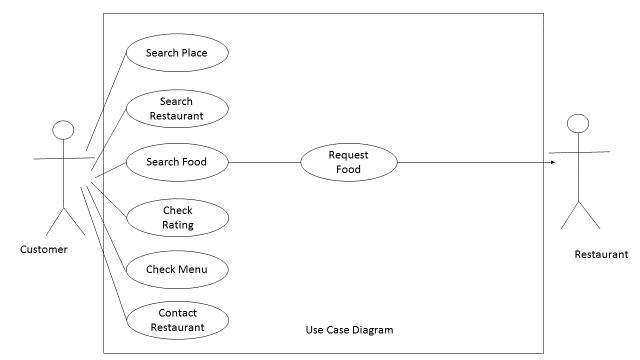 Search Place
Search
Restaurant
Search Food
Request
Food
Check
Rating
Customer
Restaurant
Check Menu
Contact
Restaurant
Use Case Diagram